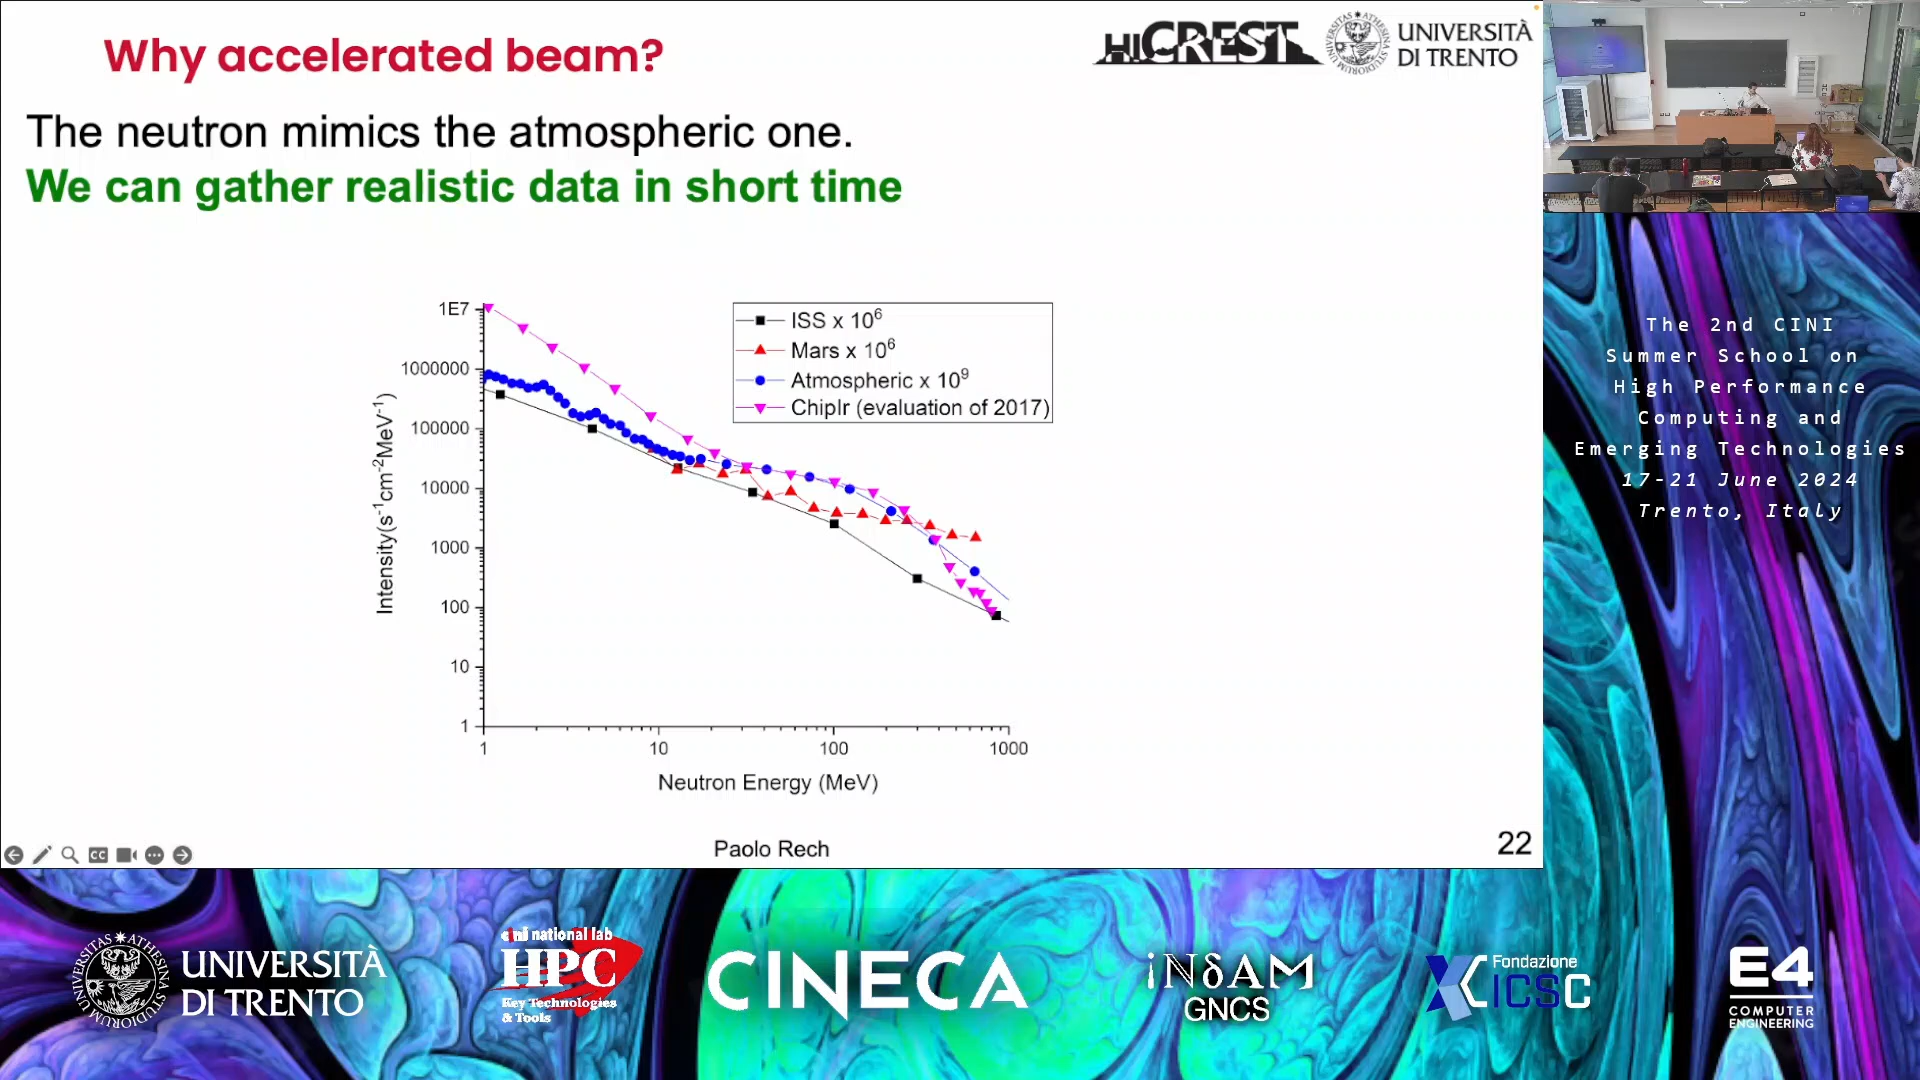 Why accelerated beam?
HICREST
UNIVERSITÀ
DI TRENTO
The neutron mimics the atmospheric one.
We can gather realistic data in short time
ISS x 10⁶
Mars x 10⁶
Atmospheric x 10⁹
ChipIr (evaluation of 2017)
1E7
1000000
100000
10000
1000
100
10
1
Intensity(s⁻¹cm⁻²MeV⁻¹)
1 10 100 1000
Neutron Energy (MeV)
CC
Paolo Rech
22
The 2nd CINI
Summer School on
High Performance
Computing and
Emerging Technologies
17-21 June 2024
Trento, Italy
UNIVERSITÀ
DI TRENTO
cini national lab
HPC
Key Technologies
& Tools
CINECA
iNδAM
GNCS
Fondazione
ICSC
E4
COMPUTER
ENGINEERING